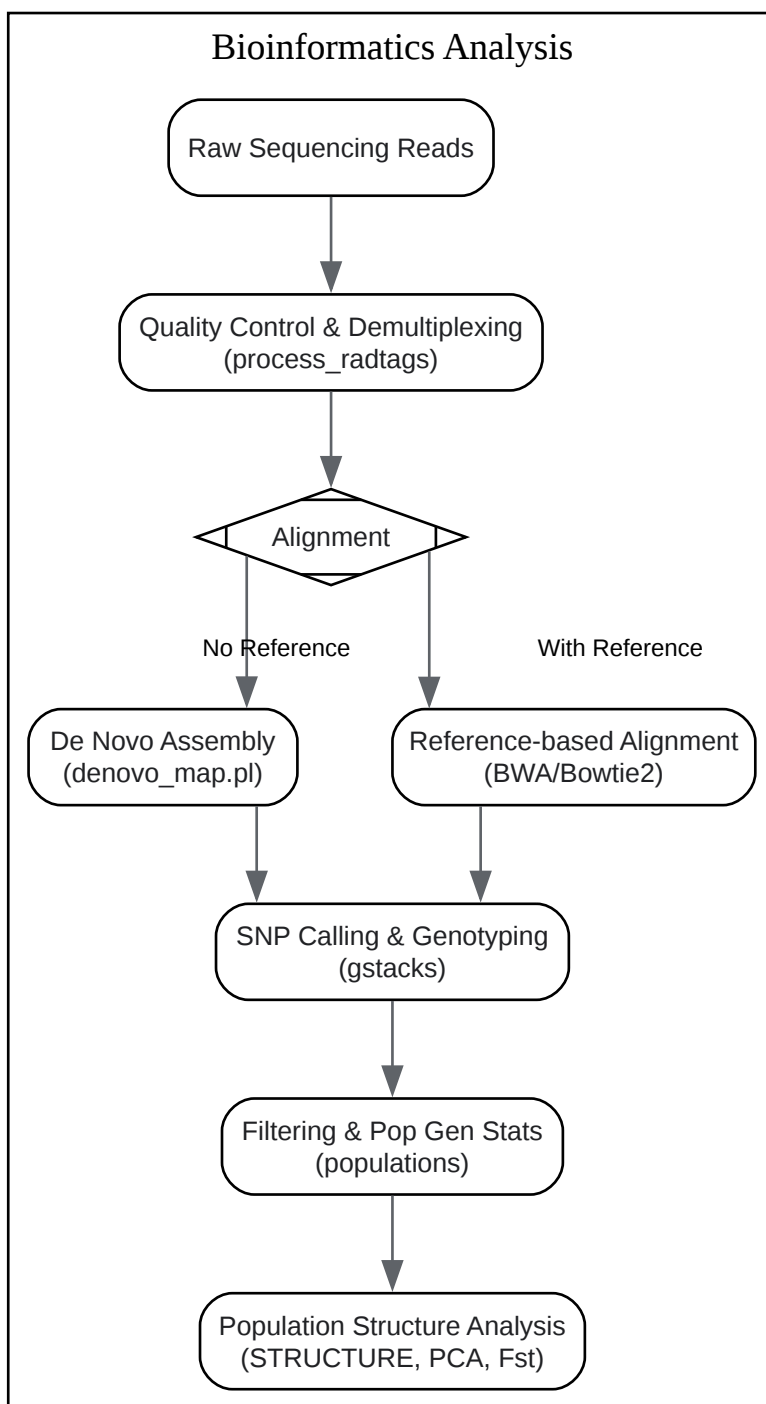 Bioinformatics Analysis
Raw Sequencing Reads
Quality Control & Demultiplexing
(process_radtags)
Alignment
No Reference
With Reference
De Novo Assembly
(denovo_map.pl)
Reference-based Alignment
(BWA/Bowtie2)
SNP Calling & Genotyping
(gstacks)
Filtering & Pop Gen Stats
(populations)
Population Structure Analysis
(STRUCTURE, PCA, Fst)